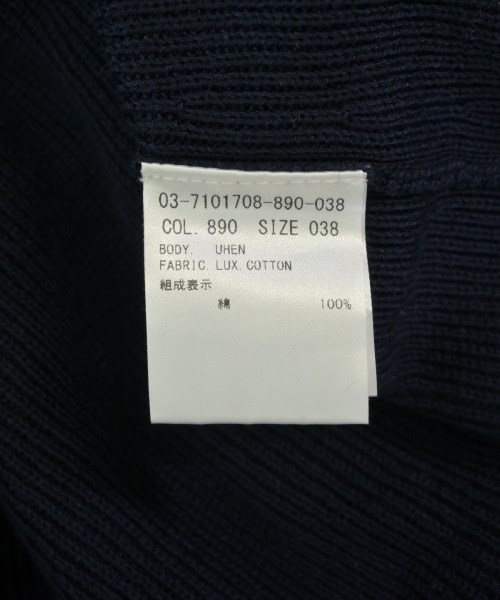 03-7101708-890-038
COL. 890 SIZE 038
BODY. UHEN
FABRIC. LUX. COTTON
組成表示
綿 100%